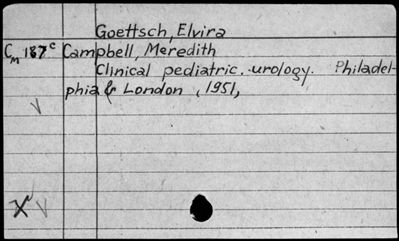 Goettsch, Elvira
Cm 187c Campbell, Meredith
Clinical pediatric urology. Philadel-
phia & London, 1951,